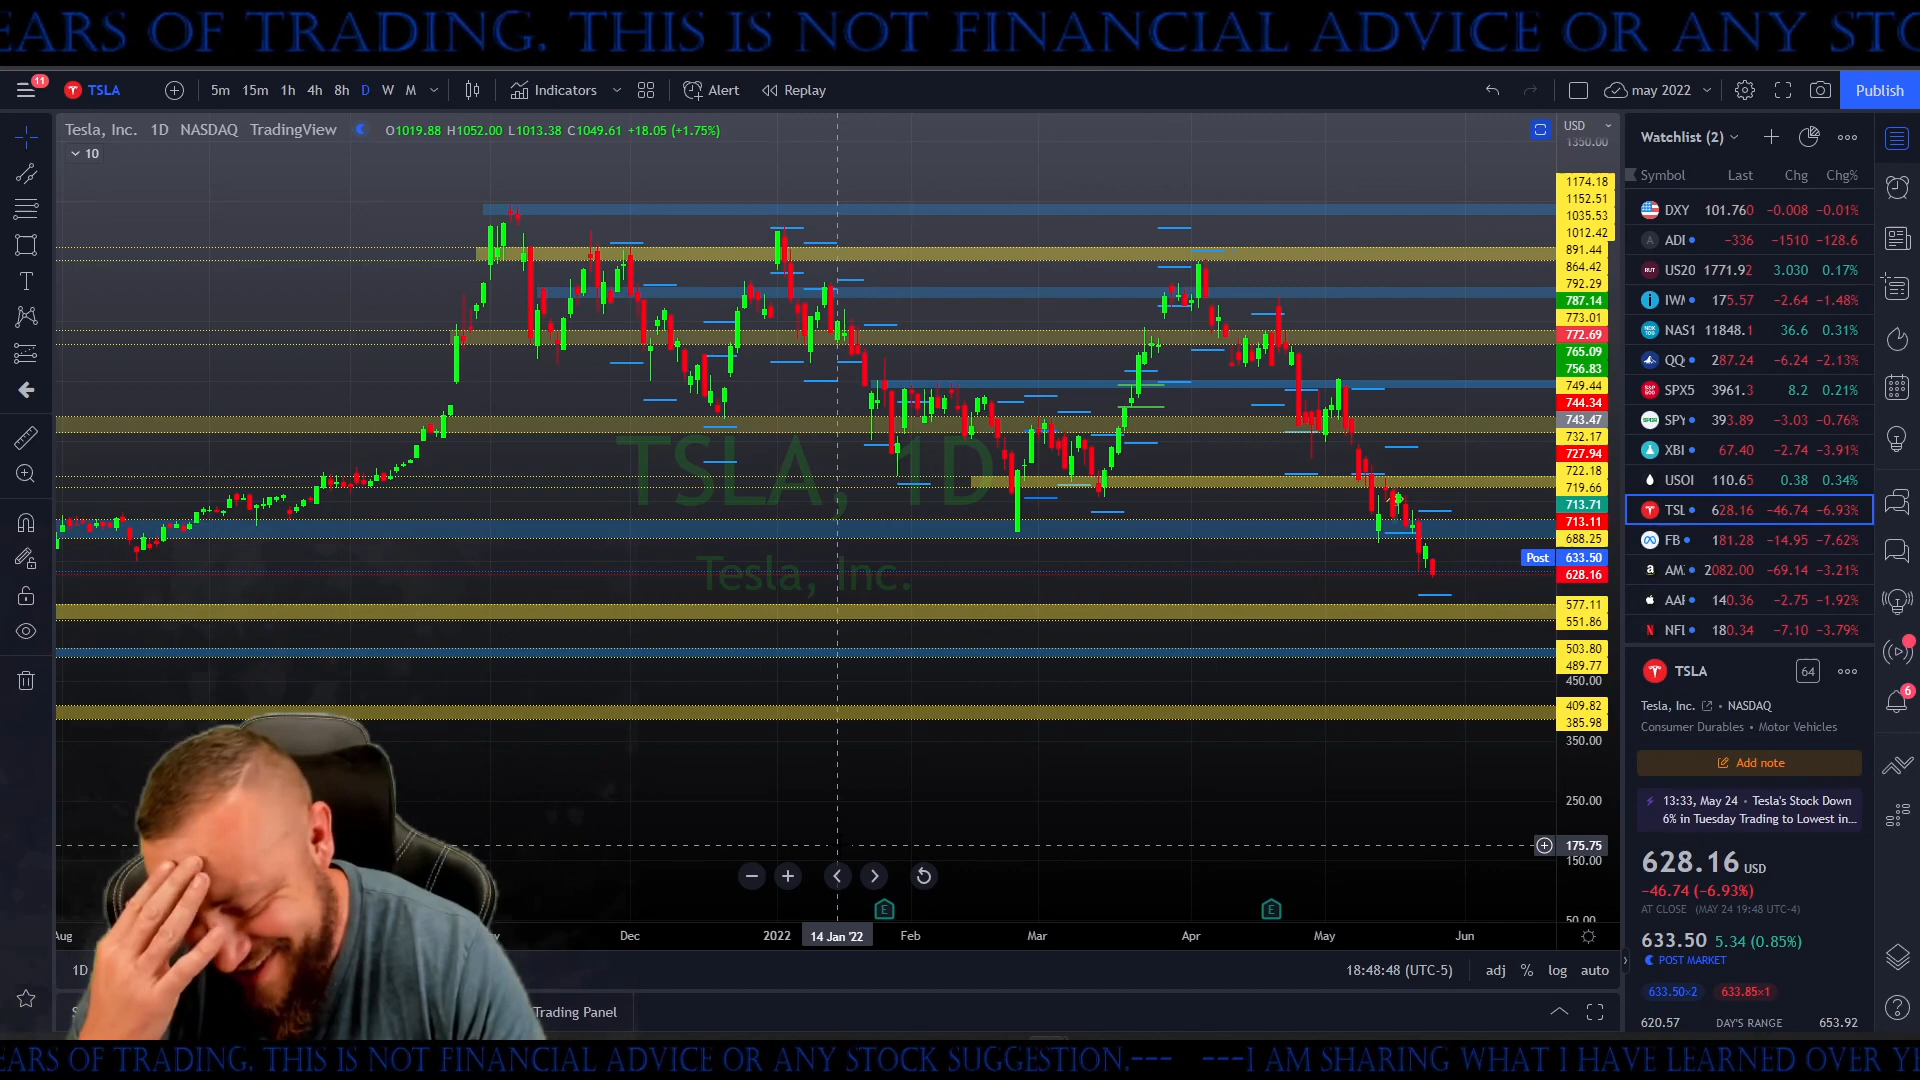 EARS OF TRADING. THIS IS NOT FINANCIAL ADVICE OR ANY STO
11
TSLA 5m 15m 1h 4h 8h D W M Indicators Alert Replay may 2022 Publish
Tesla, Inc. 1D NASDAQ TradingView O1019.88 H1052.00 L1013.38 C1049.61 +18.05 (+1.75%)
10
USD
1350.00
1174.18
1152.51
1035.53
1012.42
891.44
864.42
792.29
787.14
773.01
772.69
765.09
756.83
749.44
744.34
743.47
732.17
727.94
722.18
719.66
713.71
713.11
688.25
Post 633.50
628.16
577.11
551.86
503.80
489.77
450.00
409.82
385.98
350.00
250.00
175.75
150.00
50.00
TSLA, 1D
Tesla, Inc.
E E
Aug Dec 2022 14 Jan '22 Feb Mar Apr May Jun
1D 18:48:48 (UTC-5) adj % log auto
Trading Panel
Watchlist (2)
Symbol Last Chg Chg%
DXY 101.760 −0.008 −0.01%
ADI −336 −1510 −128.6
US20 1771.92 3.030 0.17%
IWM 175.57 −2.64 −1.48%
NAS1 11848.1 36.6 0.31%
QQ 287.24 −6.24 −2.13%
SPX5 3961.3 8.2 0.21%
SPY 393.89 −3.03 −0.76%
XBI 67.40 −2.74 −3.91%
USOI 110.65 0.38 0.34%
TSL 628.16 −46.74 −6.93%
FB 181.28 −14.95 −7.62%
AM 2082.00 −69.14 −3.21%
AAP 140.36 −2.75 −1.92%
NFL 180.34 −7.10 −3.79%
TSLA 64
Tesla, Inc. • NASDAQ
Consumer Durables • Motor Vehicles
Add note
13:33, May 24 • Tesla's Stock Down
6% in Tuesday Trading to Lowest in...
628.16 USD
−46.74 (−6.93%)
AT CLOSE (MAY 24 19:48 UTC-4)
633.50 5.34 (0.85%)
POST MARKET
633.50×2 633.85×1
620.57 DAY'S RANGE 653.92
6
EARS OF TRADING. THIS IS NOT FINANCIAL ADVICE OR ANY STOCK SUGGESTION.--- ---I AM SHARING WHAT I HAVE LEARNED OVER YE